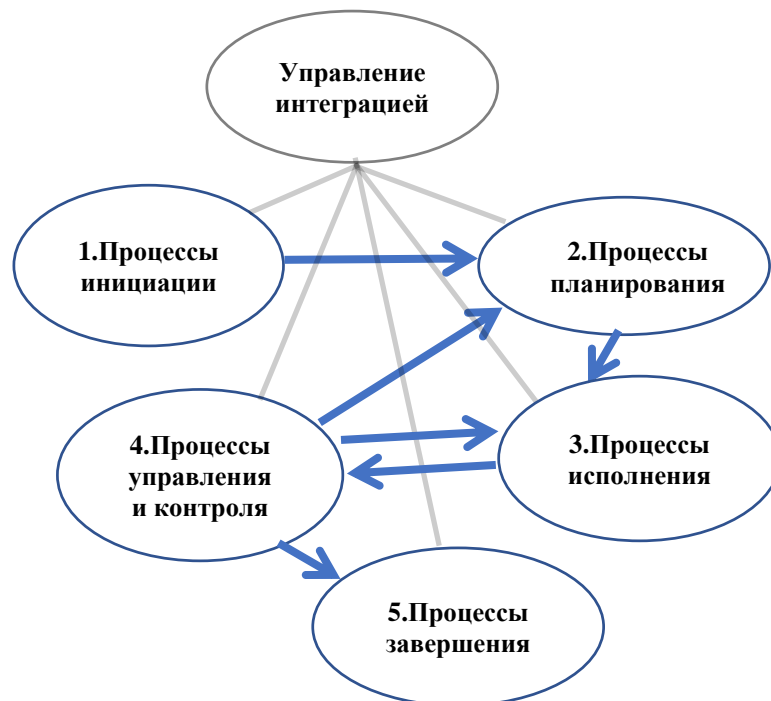 Управление
интеграцией
1.Процессы
инициации
2.Процессы
планирования
3.Процессы
исполнения
4.Процессы
управления
и контроля
5.Процессы
завершения